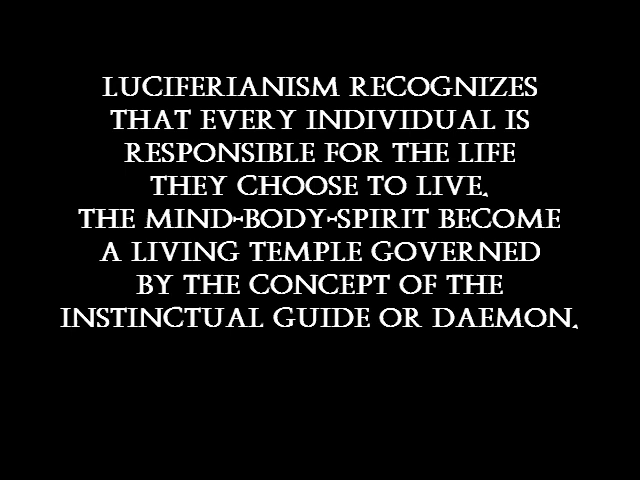 LUCIFERIANISM RECOGNIZES
THAT EVERY INDIVIDUAL IS
RESPONSIBLE FOR THE LIFE
THEY CHOOSE TO LIVE.
THE MIND-BODY-SPIRIT BECOME
A LIVING TEMPLE GOVERNED
BY THE CONCEPT OF THE
INSTINCTUAL GUIDE OR DAEMON.